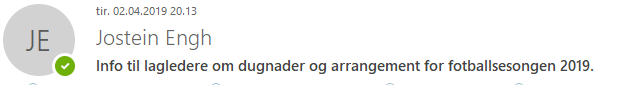 tir. 02.04.2019 20.13
JE
Jostein Engh
Info til lagledere om dugnader og arrangement for fotballsesongen 2019.